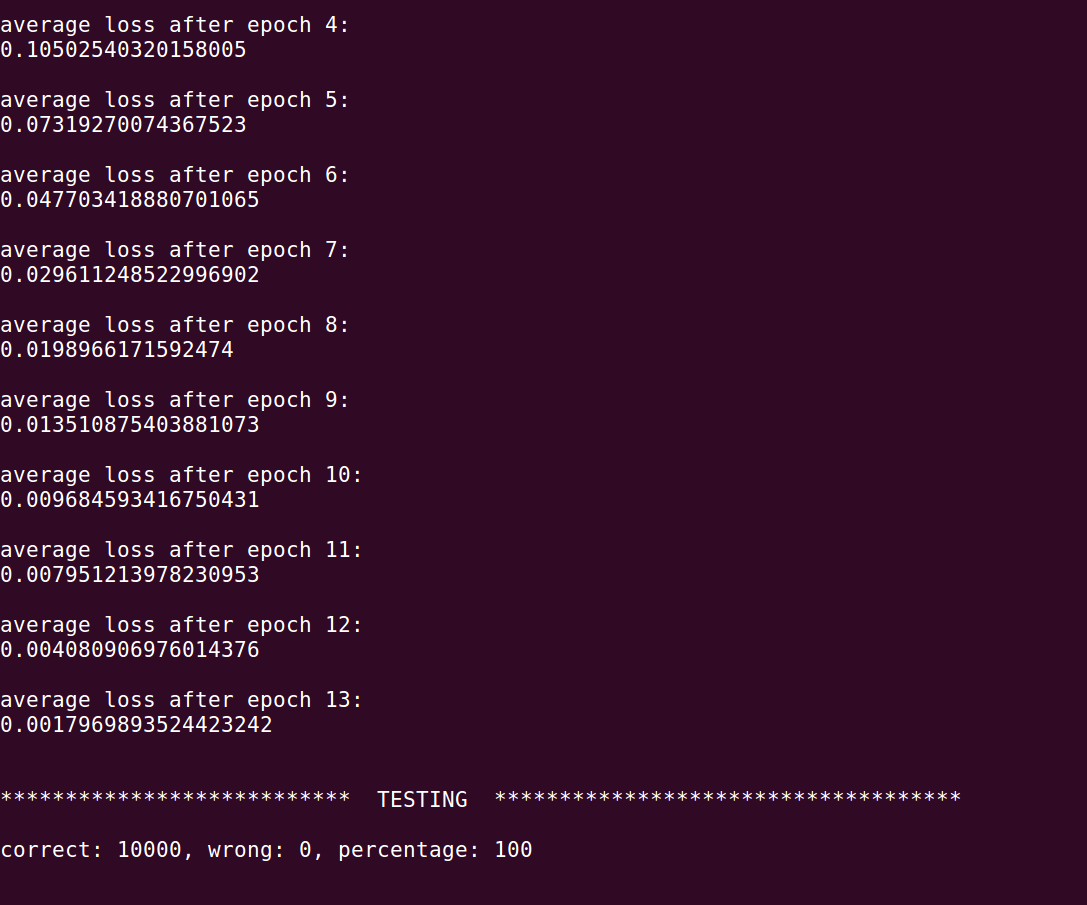 average loss after epoch 4:
0.10502540320158005
average loss after epoch 5:
0.07319270074367523
average loss after epoch 6:
0.047703418880701065
average loss after epoch 7:
0.029611248522996902
average loss after epoch 8:
0.0198966171592474
average loss after epoch 9:
0.013510875403881073
average loss after epoch 10:
0.009684593416750431
average loss after epoch 11:
0.007951213978230953
average loss after epoch 12:
0.004080906976014376
average loss after epoch 13:
0.0017969893524423242
*************************** TESTING ************************************
correct: 10000, wrong: 0, percentage: 100